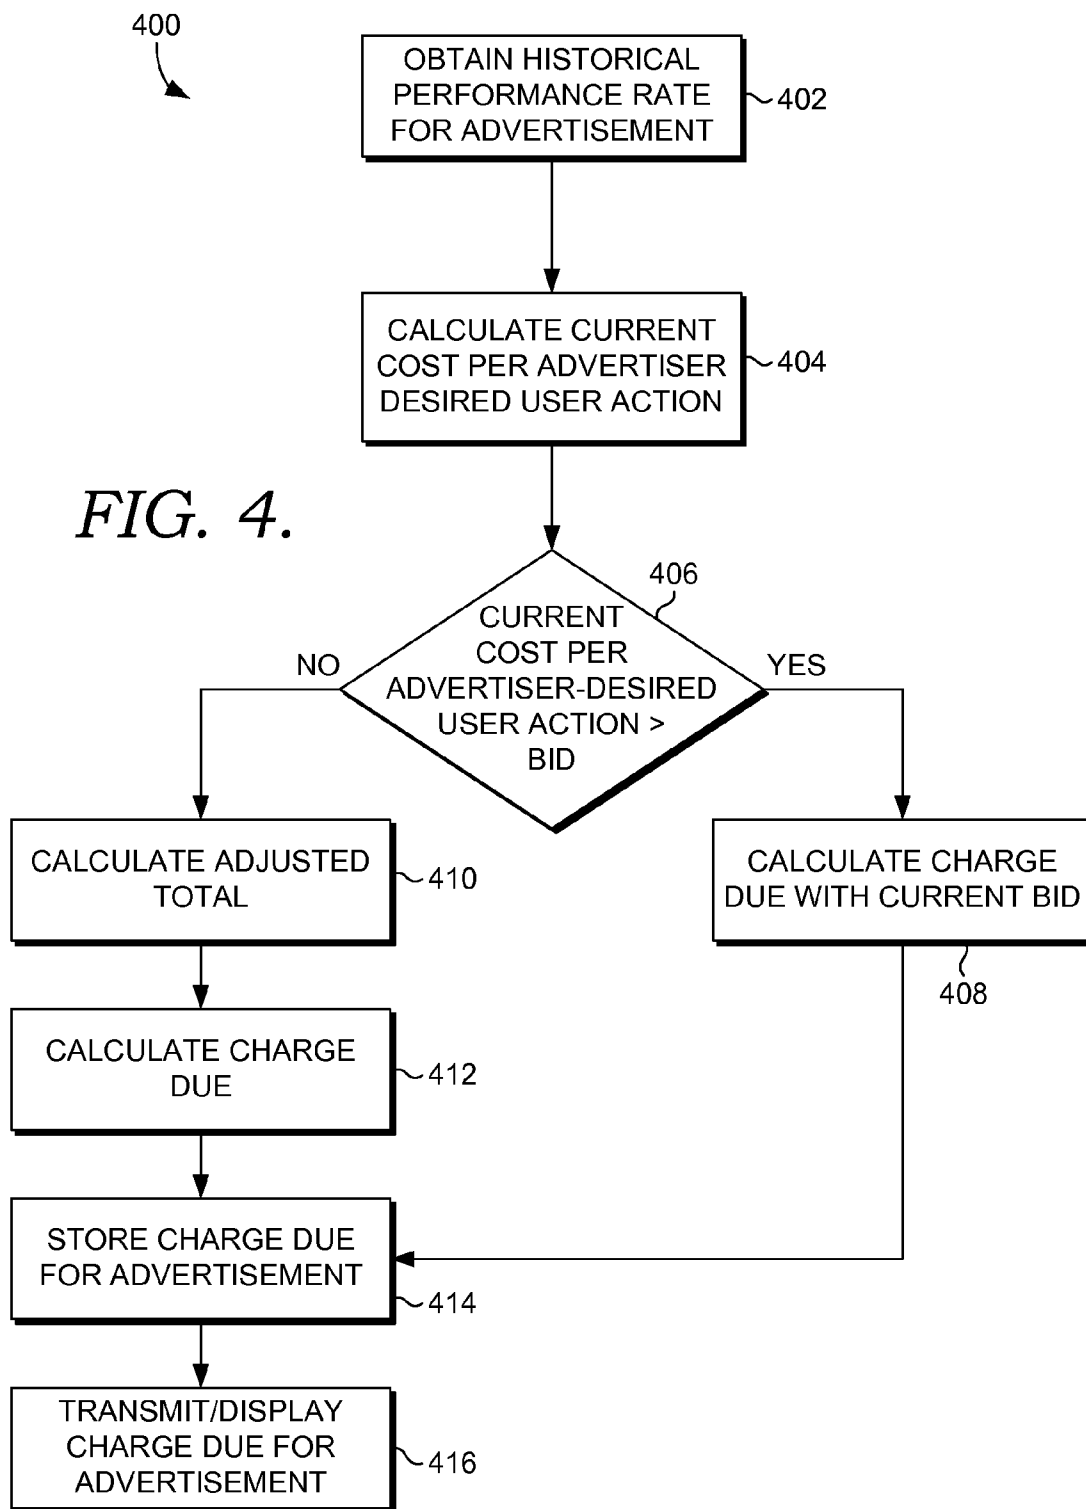 400
OBTAIN HISTORICAL
PERFORMANCE RATE
FOR ADVERTISEMENT
402
CALCULATE CURRENT
COST PER ADVERTISER
DESIRED USER ACTION
404
FIG. 4.
406
CURRENT
COST PER
ADVERTISER-DESIRED
USER ACTION >
BID
NO
YES
CALCULATE ADJUSTED
TOTAL
410
CALCULATE CHARGE
DUE WITH CURRENT BID
408
CALCULATE CHARGE
DUE
412
STORE CHARGE DUE
FOR ADVERTISEMENT
414
TRANSMIT/DISPLAY
CHARGE DUE FOR
ADVERTISEMENT
416